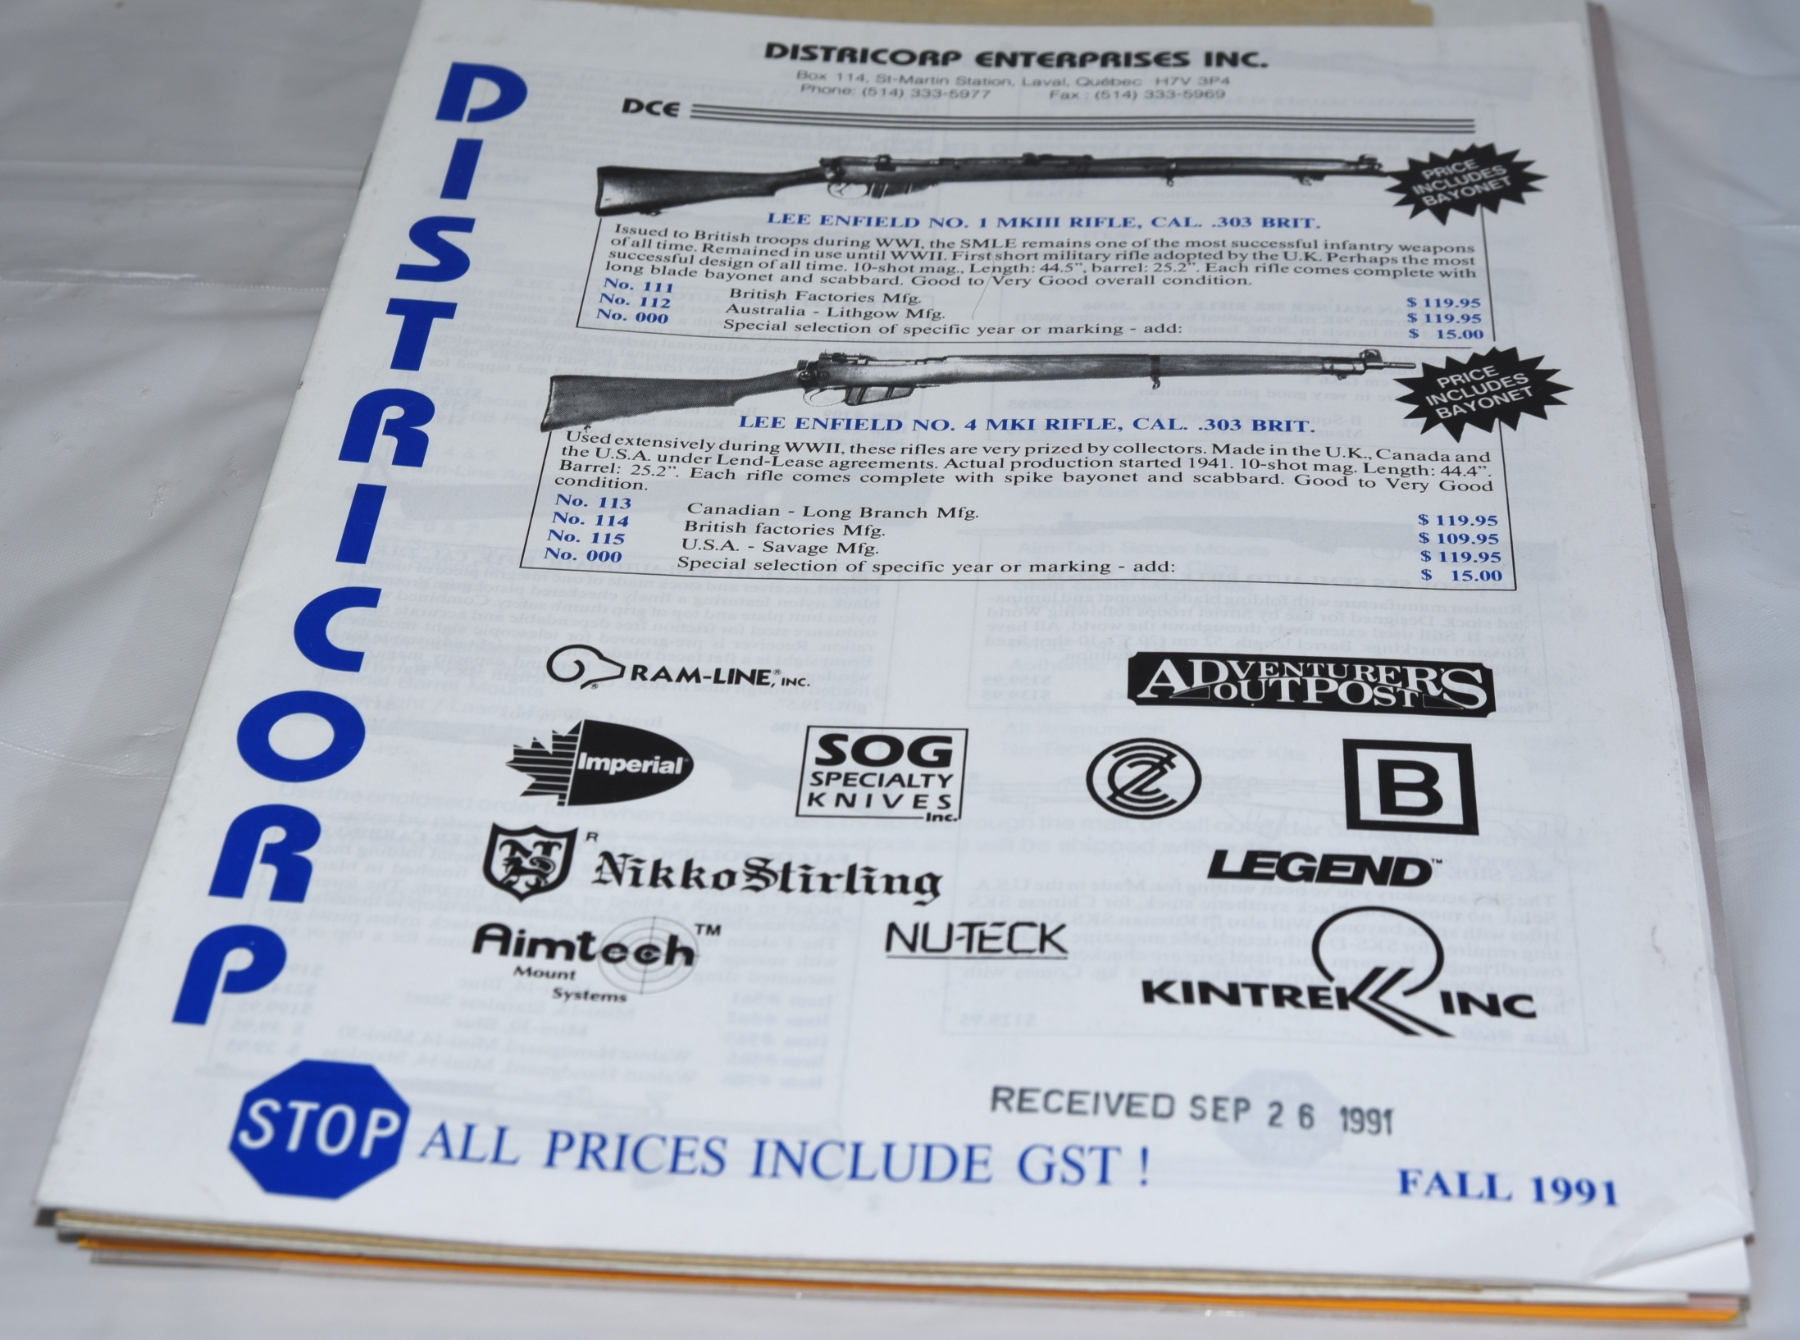 DISTRICORP
DISTRICORP ENTERPRISES INC.
Box 114, St-Martin Station, Laval, Québec H7V 3P4
Phone: (514) 333-5977 Fax : (514) 333-5969
DCE
PRICE
INCLUDES
BAYONET
LEE ENFIELD NO. 1 MKIII RIFLE, CAL. .303 BRIT.
Issued to British troops during WWI, the SMLE remains one of the most successful infantry weapons
of all time. Remained in use until WWII. First short military rifle adopted by the U.K. Perhaps the most
successful design of all time. 10-shot mag., Length: 44.5", barrel: 25.2". Each rifle comes complete with
long blade bayonet and scabbard. Good to Very Good overall condition.
No. 111 British Factories Mfg. $ 119.95
No. 112 Australia - Lithgow Mfg. $ 119.95
No. 000 Special selection of specific year or marking - add: $ 15.00
PRICE
INCLUDES
BAYONET
LEE ENFIELD NO. 4 MKI RIFLE, CAL. .303 BRIT.
Used extensively during WWII, these rifles are very prized by collectors. Made in the U.K., Canada and
the U.S.A. under Lend-Lease agreements. Actual production started 1941. 10-shot mag. Length: 44.4".
Barrel: 25.2". Each rifle comes complete with spike bayonet and scabbard. Good to Very Good
condition.
No. 113 Canadian - Long Branch Mfg. $ 119.95
No. 114 British factories Mfg. $ 109.95
No. 115 U.S.A. - Savage Mfg. $ 119.95
No. 000 Special selection of specific year or marking - add: $ 15.00
RAM-LINE, INC.
ADVENTURER'S
OUTPOST
Imperial
SOG
SPECIALTY
KNIVES
Inc.
CZ
B
Nikko Stirling
LEGEND™
Aimtech™
Mount
Systems
NU-TECK
KINTREK INC
RECEIVED SEP 26 1991
STOP ALL PRICES INCLUDE GST !
FALL 1991